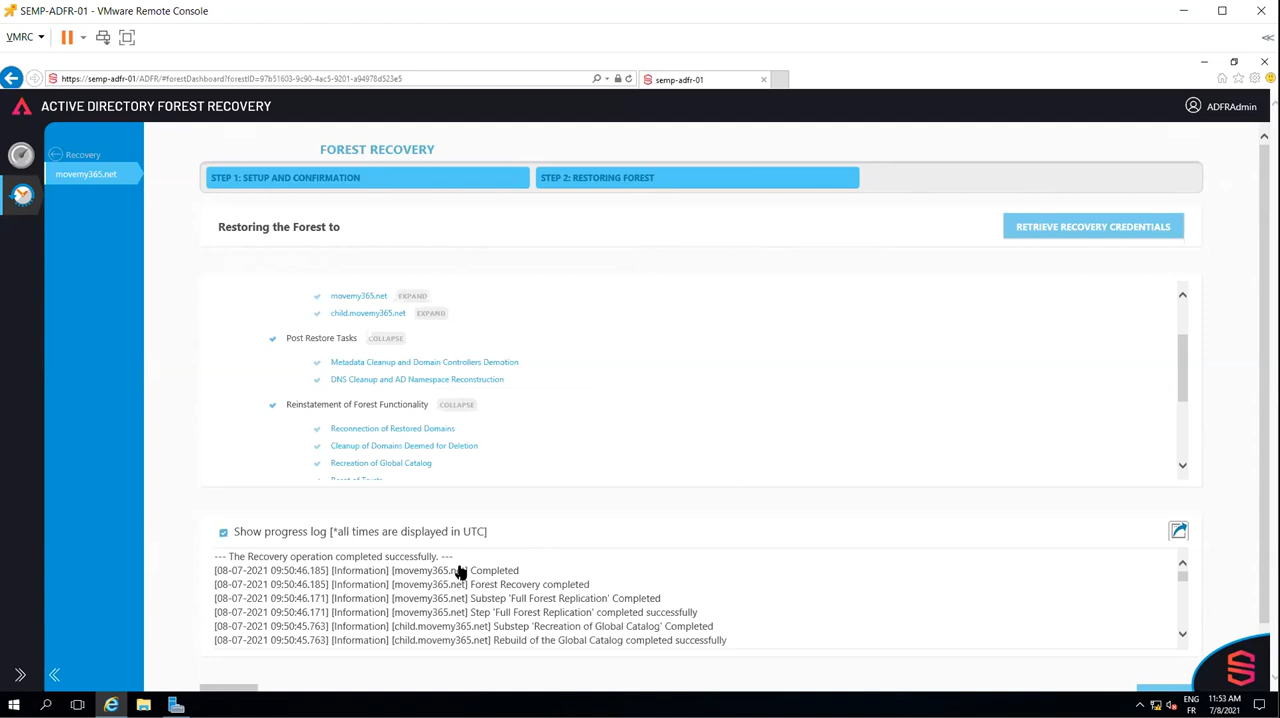 SEMP-ADFR-01 - VMware Remote Console
VMRC
https://semp-adfr-01/ADFR/#forestDashboard?forestID=97b51603-9c90-4ac5-9201-a94978d523e5
semp-adfr-01
ACTIVE DIRECTORY FOREST RECOVERY
ADFRAdmin
Recovery
movemy365.net
FOREST RECOVERY
STEP 1: SETUP AND CONFIRMATION
STEP 2: RESTORING FOREST
Restoring the Forest to
RETRIEVE RECOVERY CREDENTIALS
movemy365.net EXPAND
child.movemy365.net EXPAND
Post Restore Tasks COLLAPSE
Metadata Cleanup and Domain Controllers Demotion
DNS Cleanup and AD Namespace Reconstruction
Reinstatement of Forest Functionality COLLAPSE
Reconnection of Restored Domains
Cleanup of Domains Deemed for Deletion
Recreation of Global Catalog
Show progress log [*all times are displayed in UTC]
--- The Recovery operation completed successfully. ---
[08-07-2021 09:50:46.185] [Information] [movemy365.net] Completed
[08-07-2021 09:50:46.185] [Information] [movemy365.net] Forest Recovery completed
[08-07-2021 09:50:46.171] [Information] [movemy365.net] Substep 'Full Forest Replication' Completed
[08-07-2021 09:50:46.171] [Information] [movemy365.net] Step 'Full Forest Replication' completed successfully
[08-07-2021 09:50:45.763] [Information] [child.movemy365.net] Substep 'Recreation of Global Catalog' Completed
[08-07-2021 09:50:45.763] [Information] [child.movemy365.net] Rebuild of the Global Catalog completed successfully
ENG
FR
11:53 AM
7/8/2021